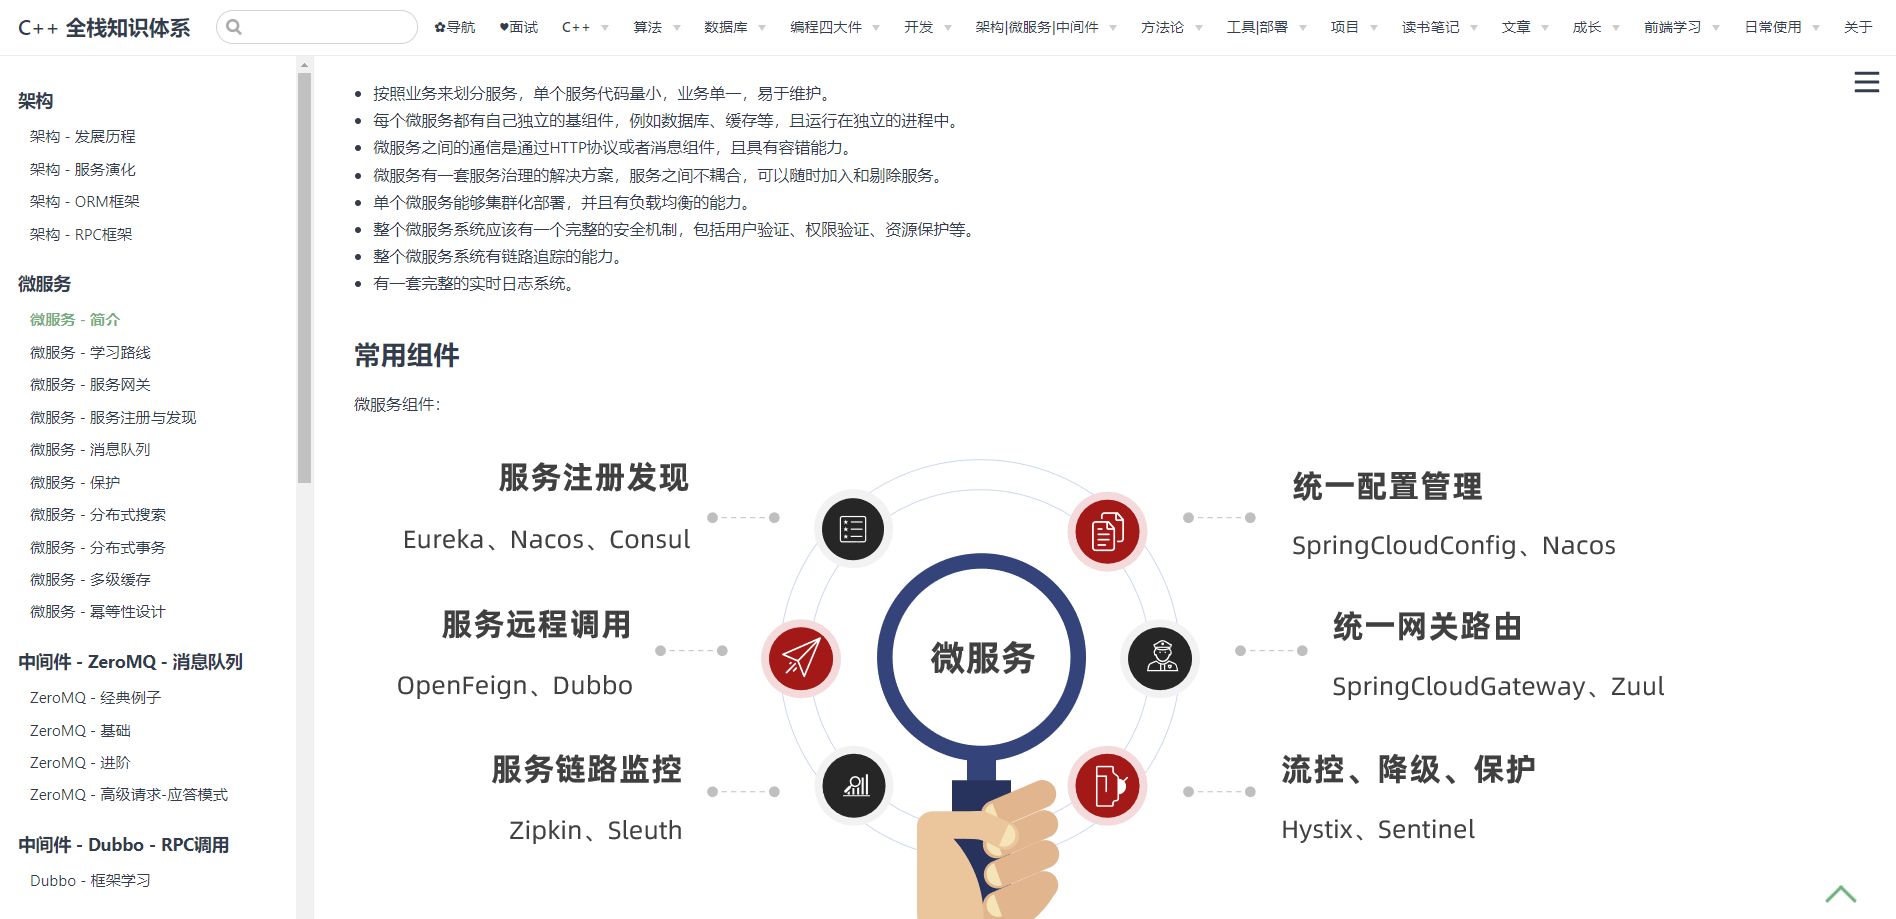 C++ 全栈知识体系
✿导航 ♥面试 C++ 算法 数据库 编程四大件 开发 架构|微服务|中间件 方法论 工具|部署 项目 读书笔记 文章 成长 前端学习 日常使用 关于
架构
架构 - 发展历程
架构 - 服务演化
架构 - ORM框架
架构 - RPC框架
微服务
微服务 - 简介
微服务 - 学习路线
微服务 - 服务网关
微服务 - 服务注册与发现
微服务 - 消息队列
微服务 - 保护
微服务 - 分布式搜索
微服务 - 分布式事务
微服务 - 多级缓存
微服务 - 幂等性设计
中间件 - ZeroMQ - 消息队列
ZeroMQ - 经典例子
ZeroMQ - 基础
ZeroMQ - 进阶
ZeroMQ - 高级请求-应答模式
中间件 - Dubbo - RPC调用
Dubbo - 框架学习
按照业务来划分服务，单个服务代码量小，业务单一，易于维护。
每个微服务都有自己独立的基组件，例如数据库、缓存等，且运行在独立的进程中。
微服务之间的通信是通过HTTP协议或者消息组件，且具有容错能力。
微服务有一套服务治理的解决方案，服务之间不耦合，可以随时加入和剔除服务。
单个微服务能够集群化部署，并且有负载均衡的能力。
整个微服务系统应该有一个完整的安全机制，包括用户验证、权限验证、资源保护等。
整个微服务系统有链路追踪的能力。
有一套完整的实时日志系统。
常用组件
微服务组件：
服务注册发现
Eureka、Nacos、Consul
服务远程调用
OpenFeign、Dubbo
服务链路监控
Zipkin、Sleuth
微服务
统一配置管理
SpringCloudConfig、Nacos
统一网关路由
SpringCloudGateway、Zuul
流控、降级、保护
Hystix、Sentinel